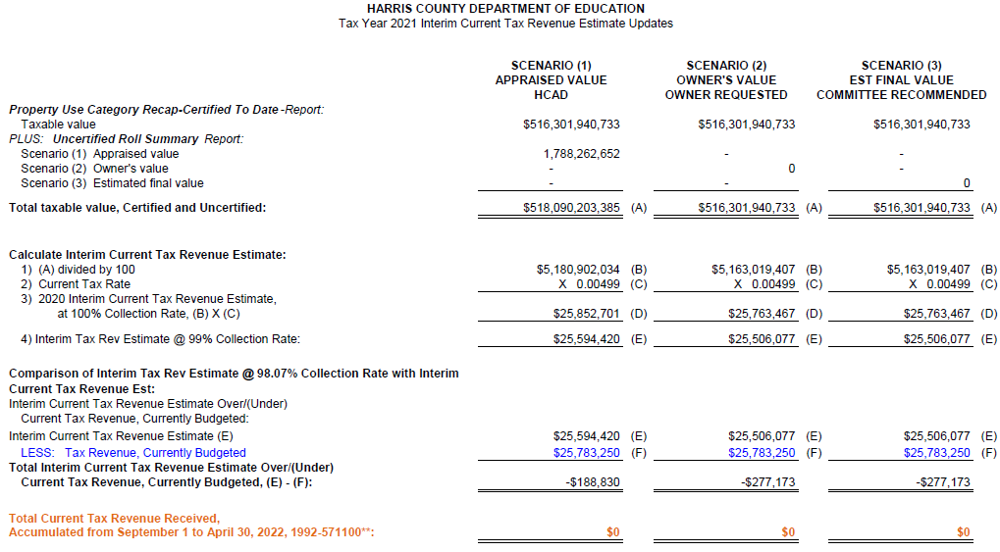 HARRIS COUNTY DEPARTMENT OF EDUCATION
Tax Year 2021 Interim Current Tax Revenue Estimate Updates
SCENARIO (1) SCENARIO (2) SCENARIO (3)
APPRAISED VALUE OWNER'S VALUE EST FINAL VALUE
HCAD OWNER REQUESTED COMMITTEE RECOMMENDED
Property Use Category Recap-Certified To Date -Report:
Taxable value $516,301,940,733 $516,301,940,733 $516,301,940,733
PLUS: Uncertified Roll Summary Report:
Scenario (1) Appraised value 1,788,262,652 - -
Scenario (2) Owner's value - 0 -
Scenario (3) Estimated final value - - 0
Total taxable value, Certified and Uncertified: $518,090,203,385 (A) $516,301,940,733 (A) $516,301,940,733 (A)
Calculate Interim Current Tax Revenue Estimate:
1) (A) divided by 100 $5,180,902,034 (B) $5,163,019,407 (B) $5,163,019,407 (B)
2) Current Tax Rate X 0.00499 (C) X 0.00499 (C) X 0.00499 (C)
3) 2020 Interim Current Tax Revenue Estimate,
at 100% Collection Rate, (B) X (C) $25,852,701 (D) $25,763,467 (D) $25,763,467 (D)
4) Interim Tax Rev Estimate @ 99% Collection Rate: $25,594,420 (E) $25,506,077 (E) $25,506,077 (E)
Comparison of Interim Tax Rev Estimate @ 98.07% Collection Rate with Interim
Current Tax Revenue Est:
Interim Current Tax Revenue Estimate Over/(Under)
Current Tax Revenue, Currently Budgeted:
Interim Current Tax Revenue Estimate (E) $25,594,420 (E) $25,506,077 (E) $25,506,077 (E)
LESS: Tax Revenue, Currently Budgeted $25,783,250 (F) $25,783,250 (F) $25,783,250 (F)
Total Interim Current Tax Revenue Estimate Over/(Under)
Current Tax Revenue, Currently Budgeted, (E) - (F): -$188,830 -$277,173 -$277,173
Total Current Tax Revenue Received,
Accumulated from September 1 to April 30, 2022, 1992-571100**: $0 $0 $0